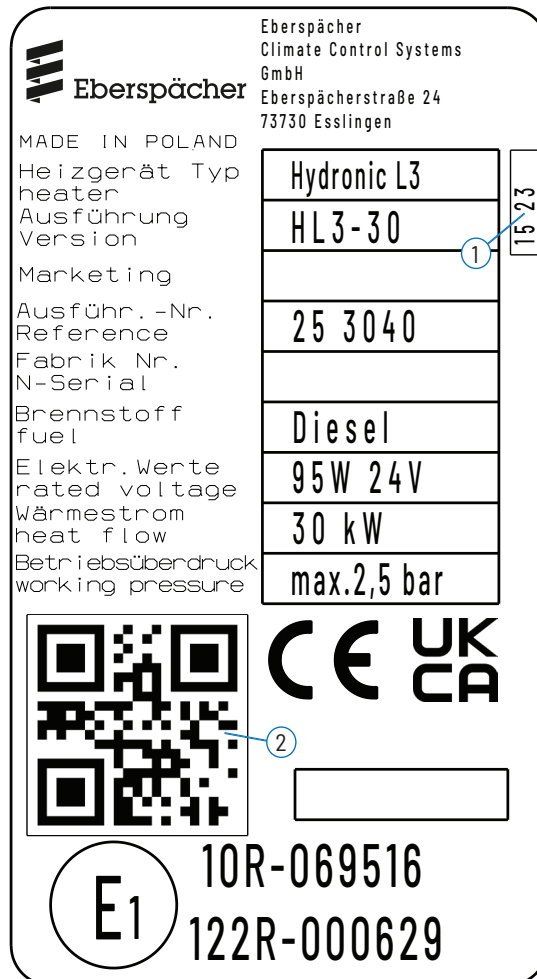 Eberspächer
Climate Control Systems
GmbH
Eberspächerstraße 24
73730 Esslingen
Eberspächer
MADE IN POLAND
Heizgerät Typ
heater
Hydronic L3
Ausführung
Version
HL3-30
15 23
1
Marketing
Ausführ.-Nr.
Reference
25 3040
Fabrik Nr.
N-Serial
Brennstoff
fuel
Diesel
Elektr.Werte
rated voltage
95W 24V
Wärmestrom
heat flow
30 kW
Betriebsüberdruck
working pressure
max.2,5 bar
CE
UK
CA
2
E1
10R-069516
122R-000629